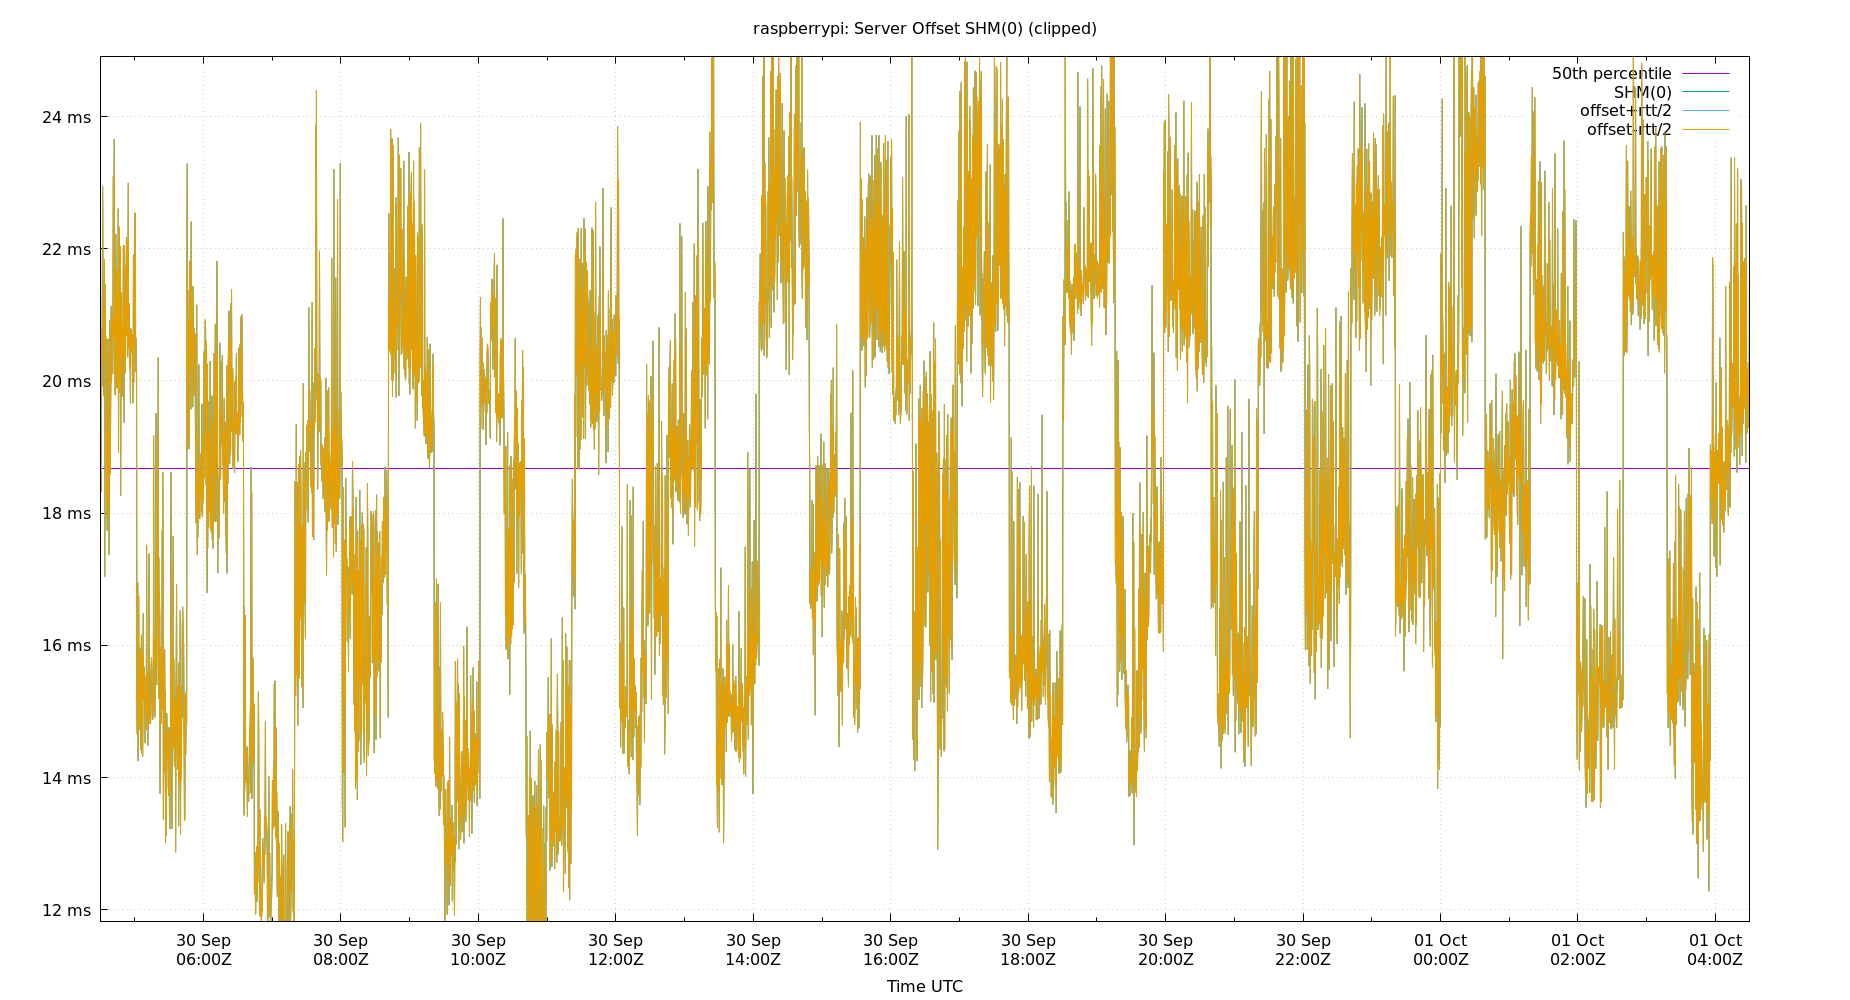 raspberrypi: Server Offset SHM(0) (clipped)
50th percentile
SHM(0)
offset+rtt/2
offset-rtt/2
24 ms
22 ms
20 ms
18 ms
16 ms
14 ms
12 ms
30 Sep 30 Sep 30 Sep 30 Sep 30 Sep 30 Sep 30 Sep 30 Sep 30 Sep 01 Oct 01 Oct 01 Oct
06:00Z 08:00Z 10:00Z 12:00Z 14:00Z 16:00Z 18:00Z 20:00Z 22:00Z 00:00Z 02:00Z 04:00Z
Time UTC